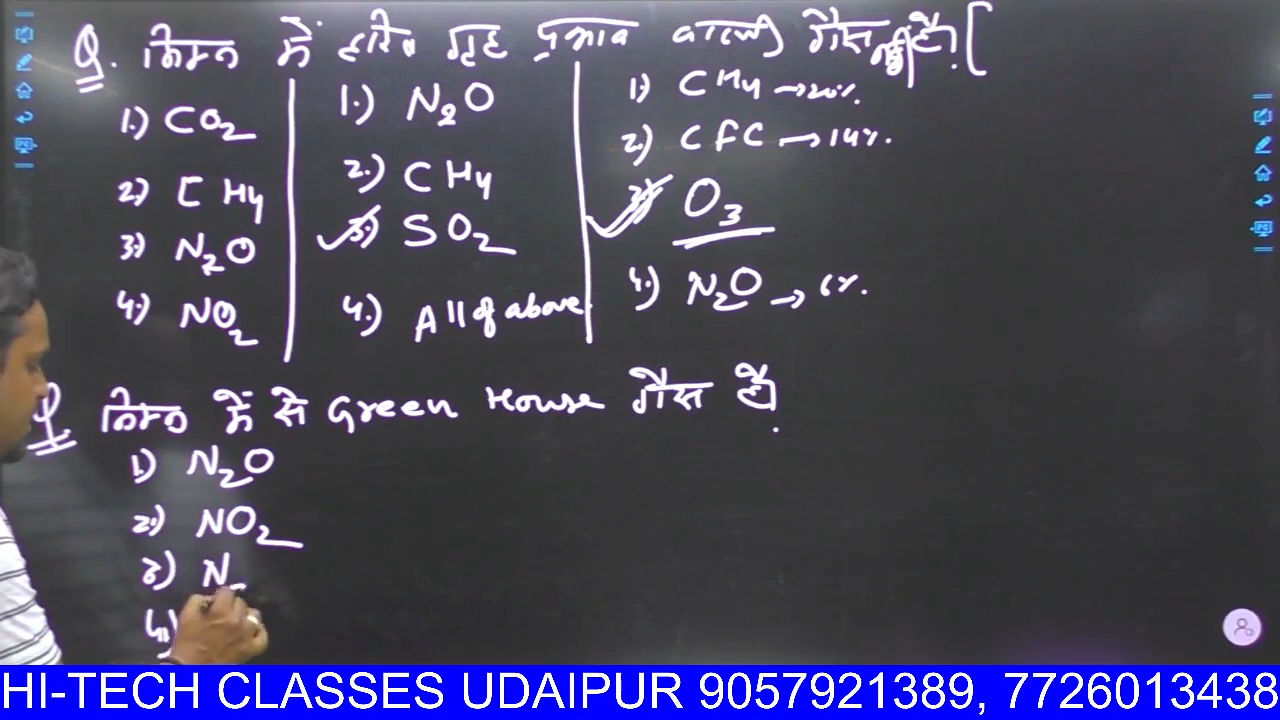 Q. निम्न में हरित गृह प्रभाव वाली गैस नहीं है। [
1.) CO2
2) CH4
3.) N2O
4.) NO2
1.) N2O
2.) CH4
3.) SO2
4.) All of above.
1.) CH4 → 20%.
2.) CFC → 14%.
O3
4.) N2O → 6%.
Q. निम्न में से Green House गैस है।
1.) N2O
2.) NO2
3) N
4)
HI-TECH CLASSES UDAIPUR 9057921389, 7726013438